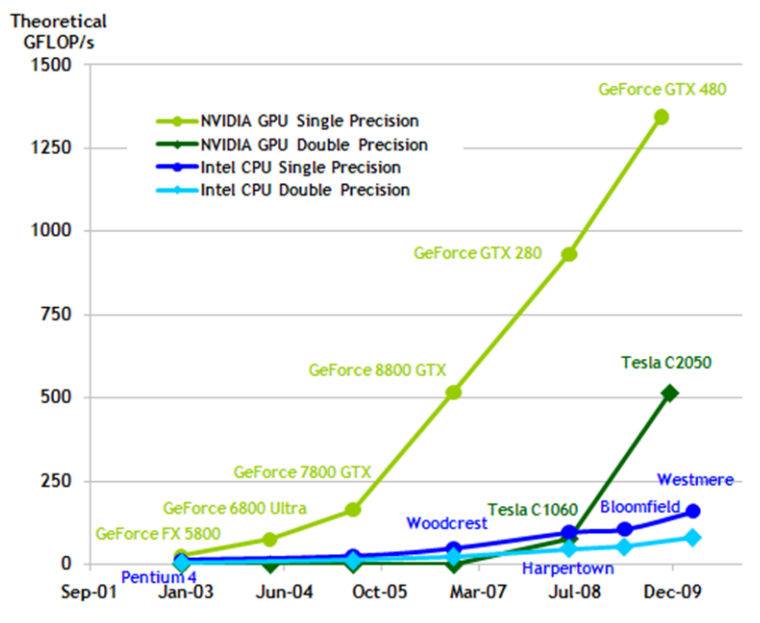 Theoretical
GFLOP/s
1500
GeForce GTX 480
NVIDIA GPU Single Precision
NVIDIA GPU Double Precision
Intel CPU Single Precision
Intel CPU Double Precision
1250
1000
GeForce GTX 280
750
GeForce 8800 GTX
Tesla C2050
500
GeForce 7800 GTX
250
Westmere
GeForce 6800 Ultra
Tesla C1060
Bloomfield
Woodcrest
GeForce FX 5800
0
Harpertown
Pentium 4
Sep-01
Jan-03
Jun-04
Oct-05
Mar-07
Jul-08
Dec-09